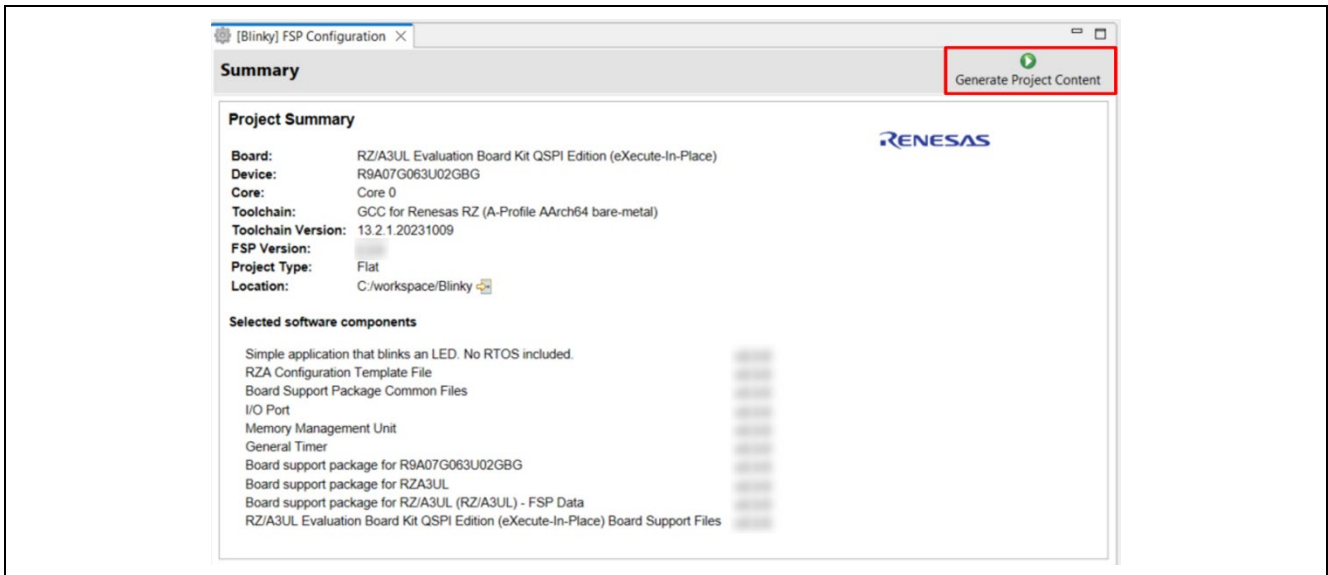 [Blinky] FSP Configuration
Summary
Generate Project Content
Project Summary
RENESAS
Board: RZ/A3UL Evaluation Board Kit QSPI Edition (eXecute-In-Place)
Device: R9A07G063U02GBG
Core: Core 0
Toolchain: GCC for Renesas RZ (A-Profile AArch64 bare-metal)
Toolchain Version: 13.2.1.20231009
FSP Version:
Project Type: Flat
Location: C:/workspace/Blinky
Selected software components
Simple application that blinks an LED. No RTOS included.
RZA Configuration Template File
Board Support Package Common Files
I/O Port
Memory Management Unit
General Timer
Board support package for R9A07G063U02GBG
Board support package for RZA3UL
Board support package for RZ/A3UL (RZ/A3UL) - FSP Data
RZ/A3UL Evaluation Board Kit QSPI Edition (eXecute-In-Place) Board Support Files